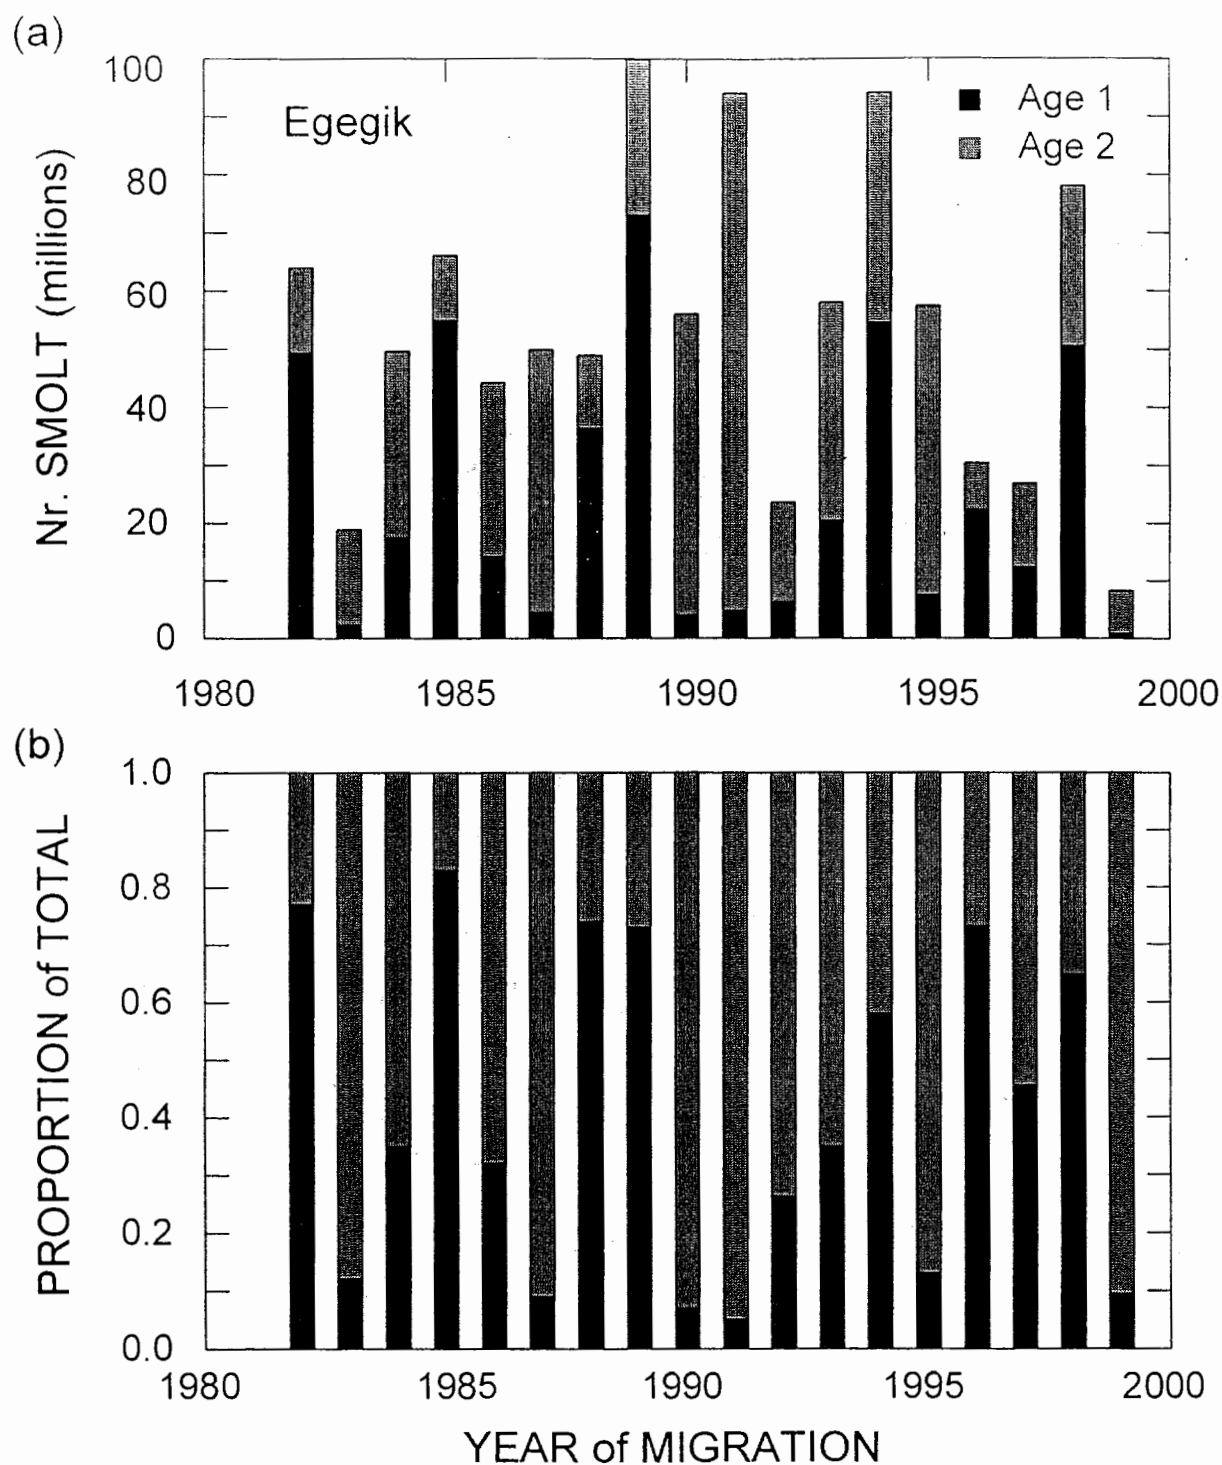 (a)
100
Egegik
Age 1
Age 2
80
60
40
20
0
Nr. SMOLT (millions)
1980 1985 1990 1995 2000
(b)
1.0
0.8
0.6
0.4
0.2
0.0
PROPORTION of TOTAL
1980 1985 1990 1995 2000
YEAR of MIGRATION